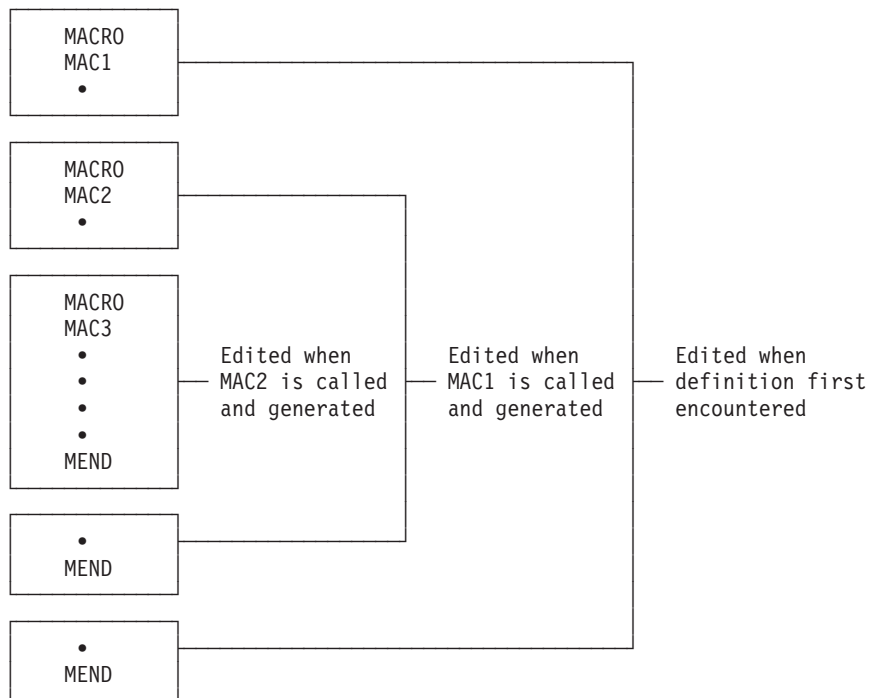 MACRO
MAC1
•
MACRO
MAC2
•
MACRO
MAC3
•
• Edited when Edited when Edited when
• MAC2 is called MAC1 is called definition first
• and generated and generated encountered
MEND
•
MEND
•
MEND